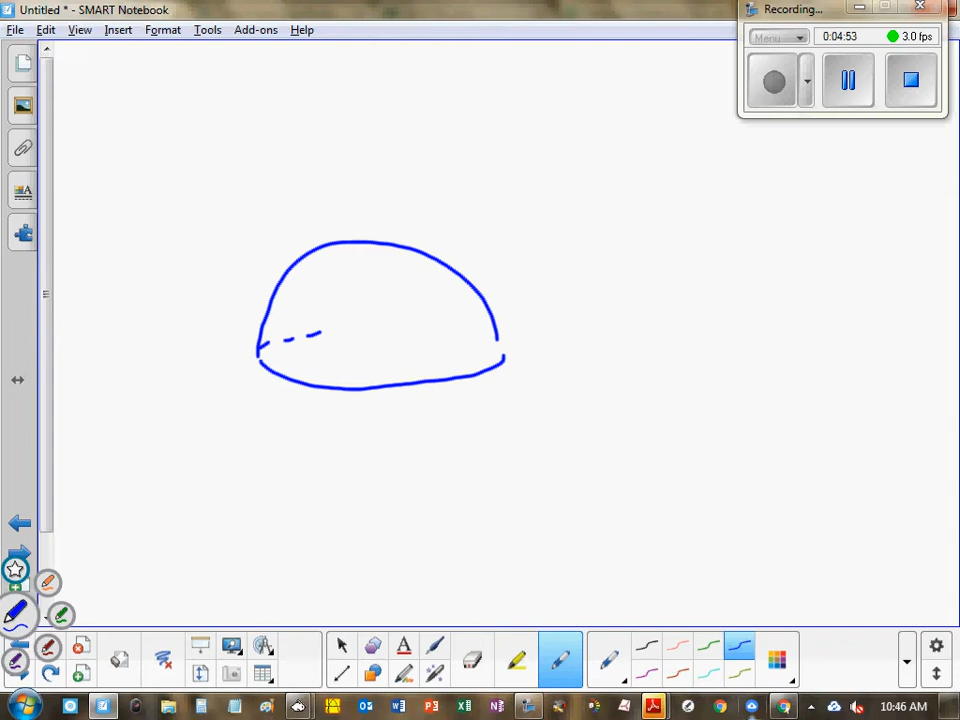 Untitled * - SMART Notebook
Recording...
File Edit View Insert Format Tools Add-ons Help
Menu
0:04:53
3.0 fps
10:46 AM